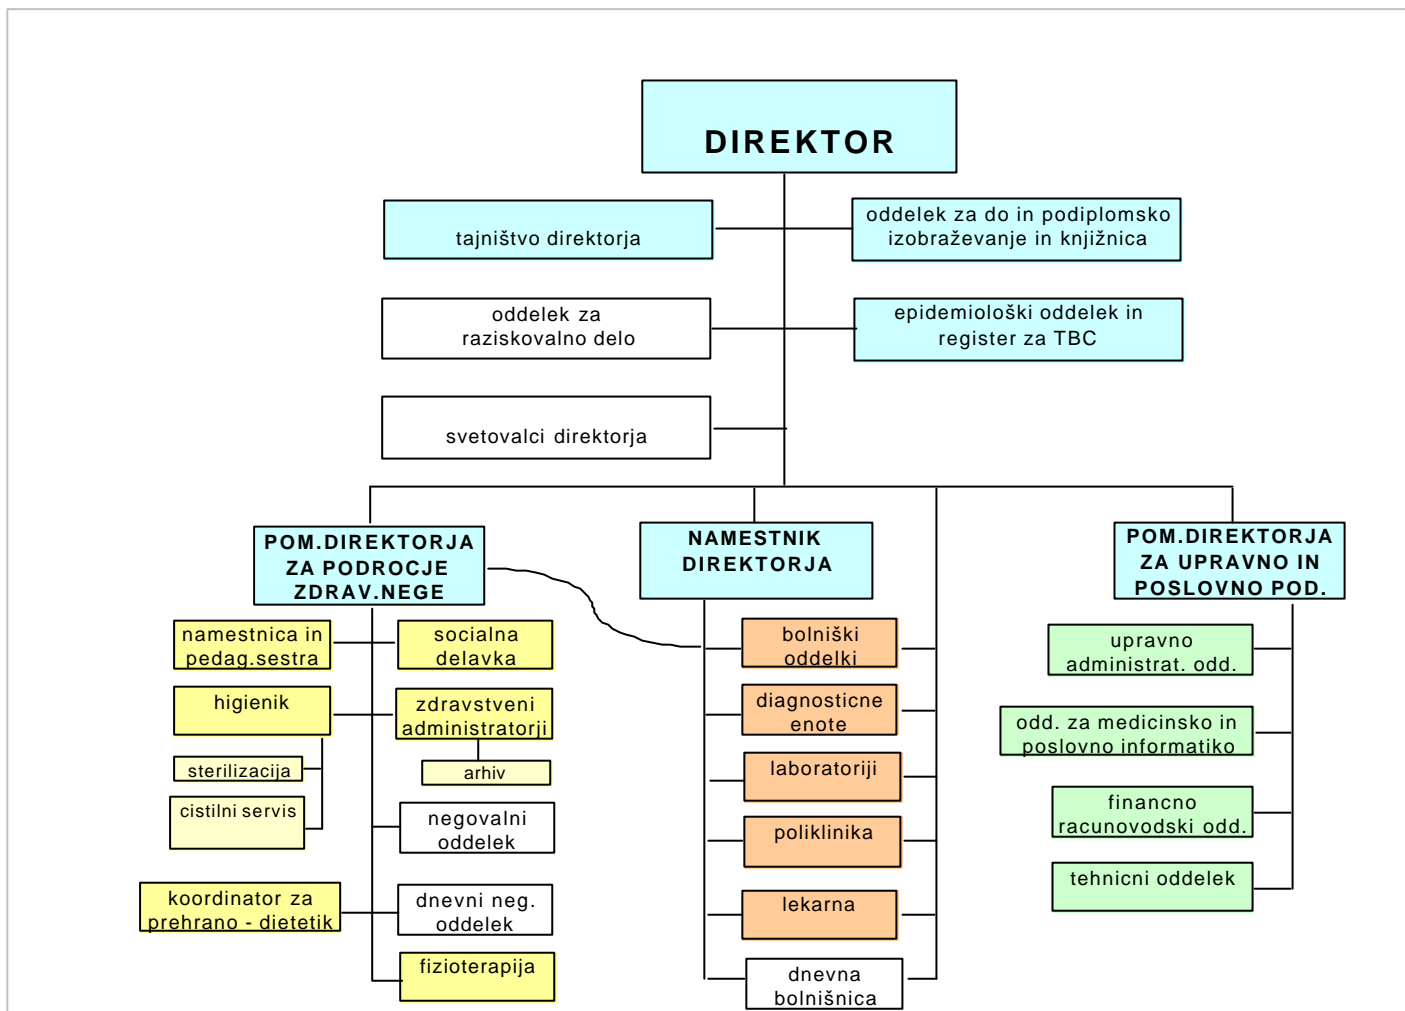 DIREKTOR
tajništvo direktorja
oddelek za do in podiplomsko
izobraževanje in knjižnica
oddelek za
raziskovalno delo
epidemiološki oddelek in
register za TBC
svetovalci direktorja
POM.DIREKTORJA
ZA PODROCJE
ZDRAV.NEGE
NAMESTNIK
DIREKTORJA
POM.DIREKTORJA
ZA UPRAVNO IN
POSLOVNO POD.
namestnica in
pedag.sestra
socialna
delavka
higienik
zdravstveni
administratorji
sterilizacija
arhiv
cistilni servis
negovalni
oddelek
koordinator za
prehrano - dietetik
dnevni neg.
oddelek
fizioterapija
bolniški
oddelki
diagnosticne
enote
laboratoriji
poliklinika
lekarna
dnevna
bolnišnica
upravno
administrat. odd.
odd. za medicinsko in
poslovno informatiko
financno
racunovodski odd.
tehnicni oddelek